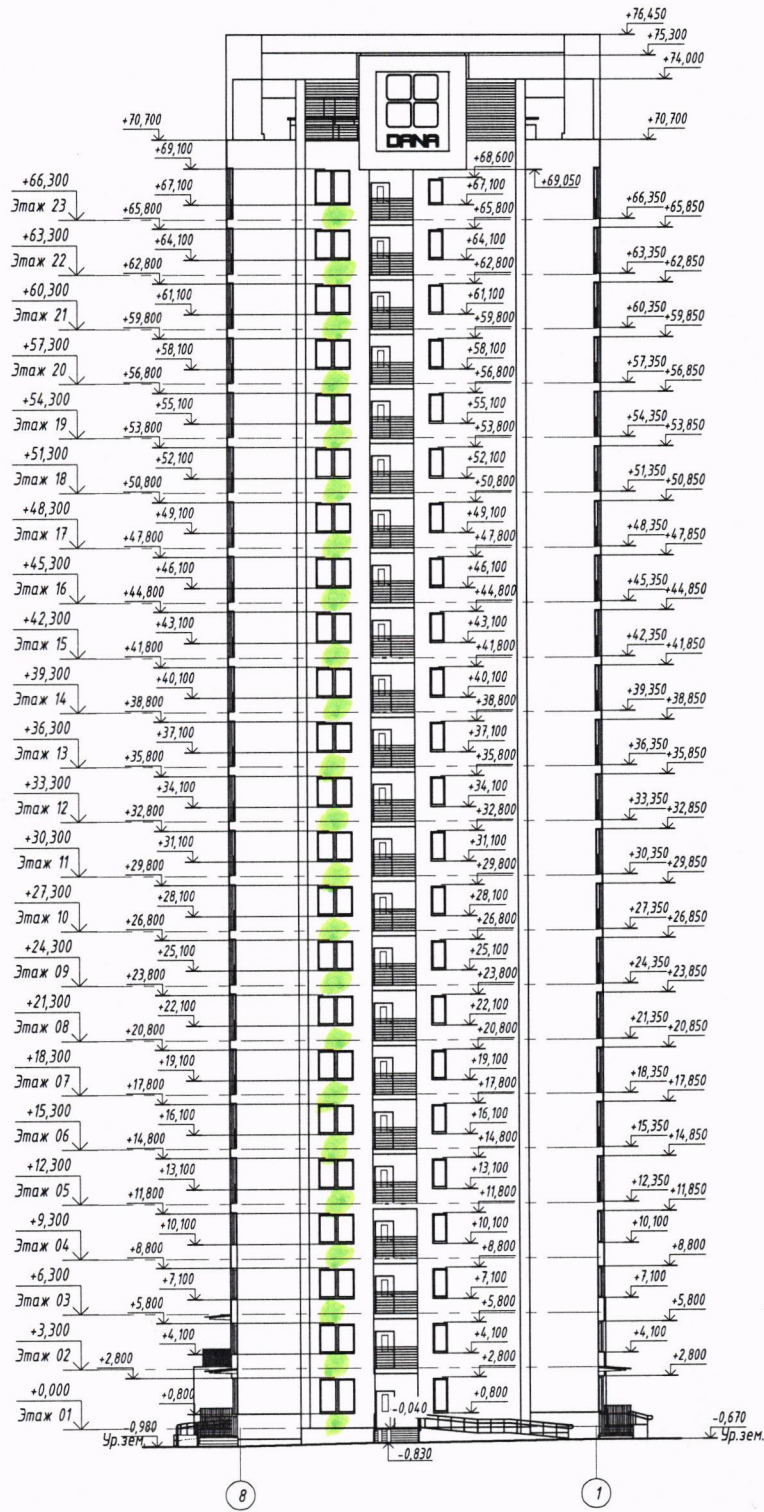 +76,450
+75,300
+74,000
DANA
+70,700 +70,700
+69,100 +68,600 +69,050
+66,300 +67,100 +67,100
Этаж 23 +65,800 +65,800 +66,350 +65,850
+63,300 +64,100 +64,100
Этаж 22 +62,800 +62,800 +63,350 +62,850
+60,300 +61,100 +61,100
Этаж 21 +59,800 +59,800 +60,350 +59,850
+57,300 +58,100 +58,100
Этаж 20 +56,800 +56,800 +57,350 +56,850
+54,300 +55,100 +55,100
Этаж 19 +53,800 +53,800 +54,350 +53,850
+51,300 +52,100 +52,100
Этаж 18 +50,800 +50,800 +51,350 +50,850
+48,300 +49,100 +49,100
Этаж 17 +47,800 +47,800 +48,350 +47,850
+45,300 +46,100 +46,100
Этаж 16 +44,800 +44,800 +45,350 +44,850
+42,300 +43,100 +43,100
Этаж 15 +41,800 +41,800 +42,350 +41,850
+39,300 +40,100 +40,100
Этаж 14 +38,800 +38,800 +39,350 +38,850
+36,300 +37,100 +37,100
Этаж 13 +35,800 +35,800 +36,350 +35,850
+33,300 +34,100 +34,100
Этаж 12 +32,800 +32,800 +33,350 +32,850
+30,300 +31,100 +31,100
Этаж 11 +29,800 +29,800 +30,350 +29,850
+27,300 +28,100 +28,100
Этаж 10 +26,800 +26,800 +27,350 +26,850
+24,300 +25,100 +25,100
Этаж 09 +23,800 +23,800 +24,350 +23,850
+21,300 +22,100 +22,100
Этаж 08 +20,800 +20,800 +21,350 +20,850
+18,300 +19,100 +19,100
Этаж 07 +17,800 +17,800 +18,350 +17,850
+15,300 +16,100 +16,100
Этаж 06 +14,800 +14,800 +15,350 +14,850
+12,300 +13,100 +13,100
Этаж 05 +11,800 +11,800 +12,350 +11,850
+9,300 +10,100 +10,100 +10,100
Этаж 04 +8,800 +8,800 +8,800
+6,300 +7,100 +7,100 +7,100
Этаж 03 +5,800 +5,800 +5,800
+3,300 +4,100 +4,100 +4,100
Этаж 02 +2,800 +2,800 +2,800
+0,000 +0,800 +0,800
Этаж 01 -0,040
-0,980 -0,670
Ур.зем. -0,830 Ур.зем.
8 1